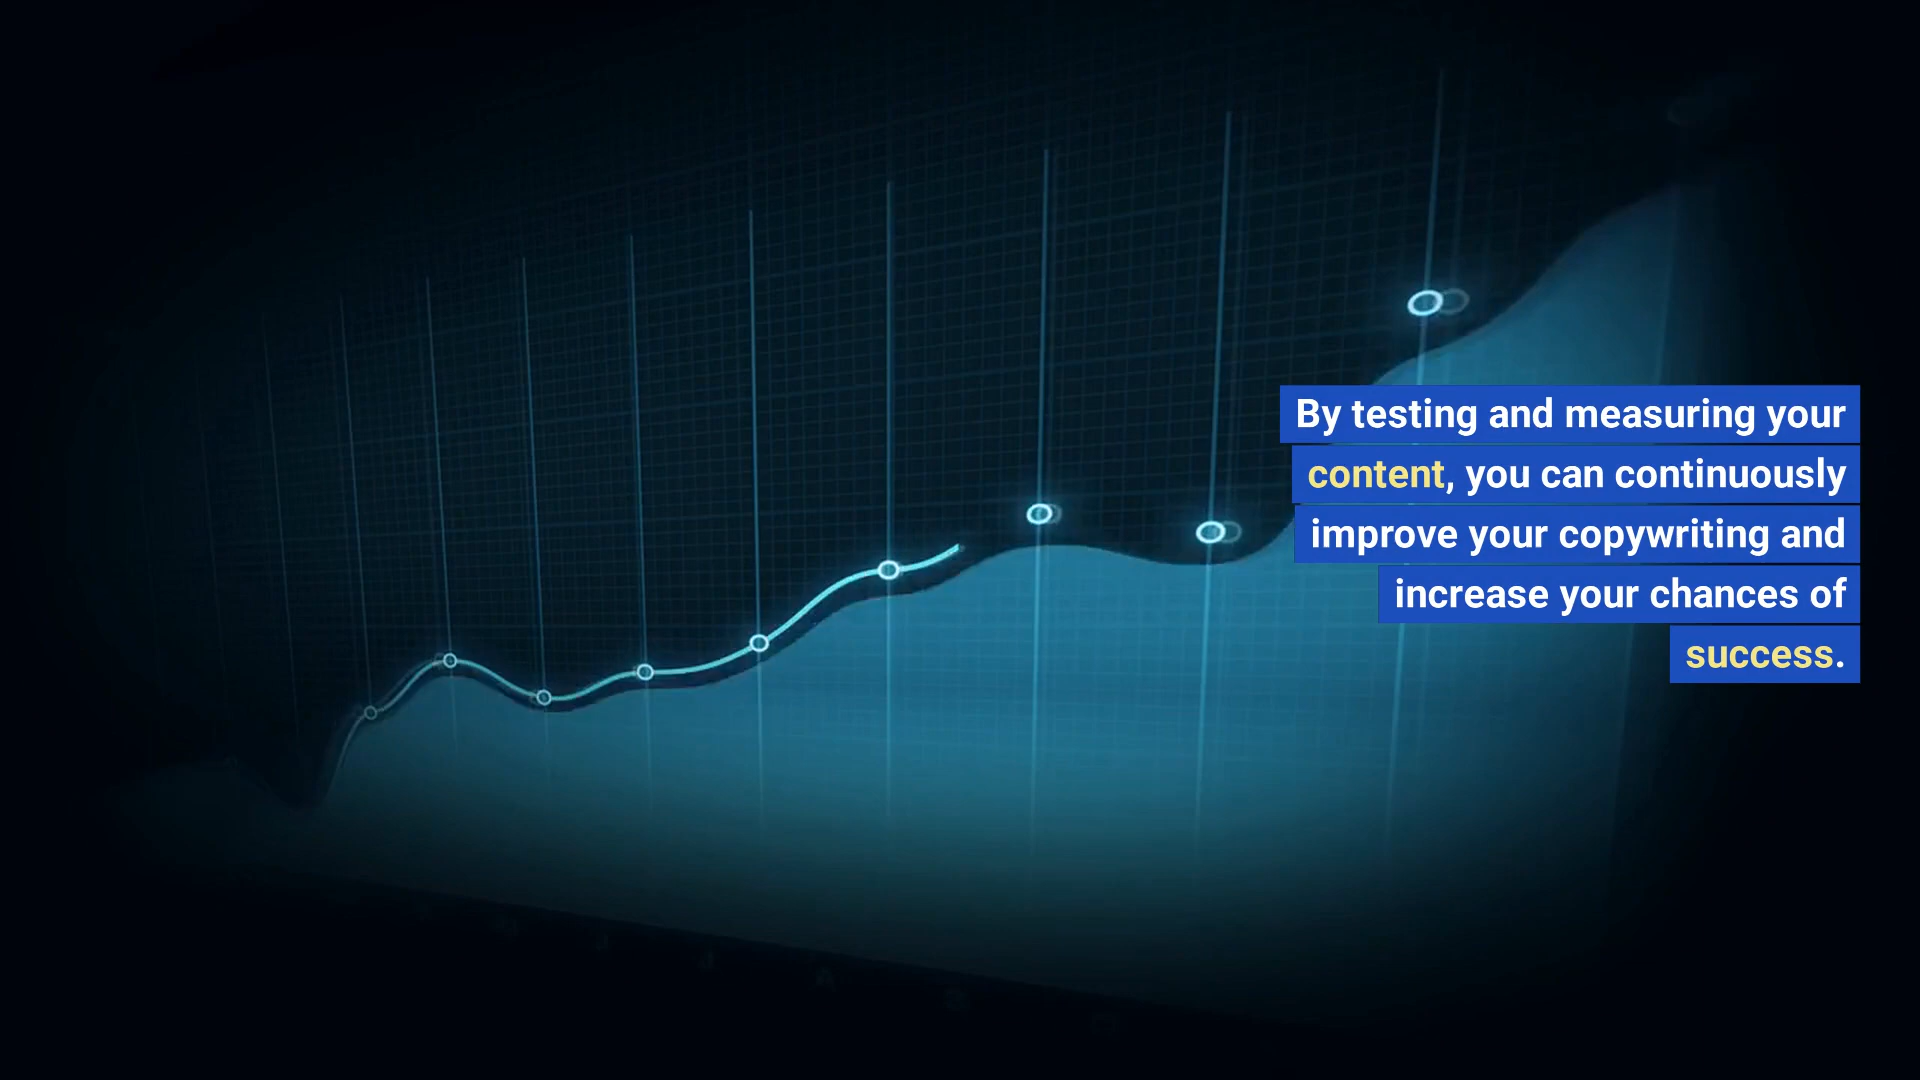 By testing and measuring your
content, you can continuously
improve your copywriting and
increase your chances of
success.